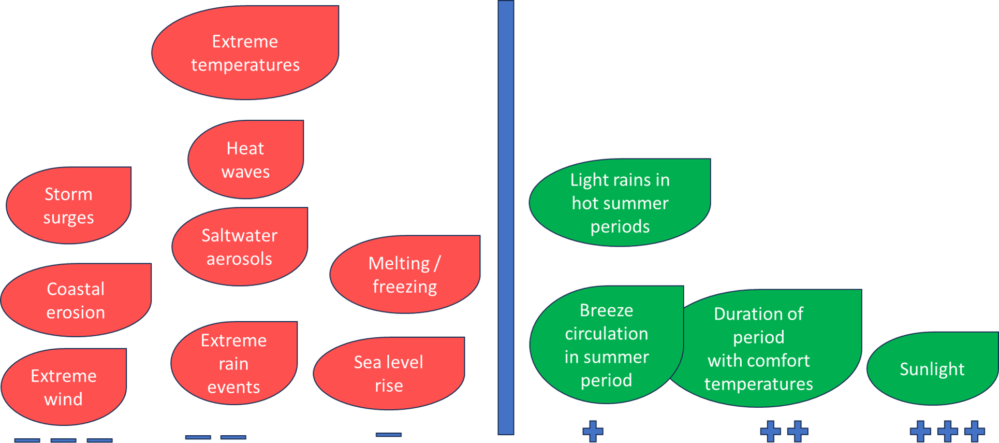 Extreme
temperatures
Heat
waves
Storm
surges
Saltwater
aerosols
Melting /
freezing
Coastal
erosion
Extreme
rain
events
Sea level
rise
Extreme
wind
Light rains in
hot summer
periods
Breeze
circulation
in summer
period
Duration of
period
with comfort
temperatures
Sunlight